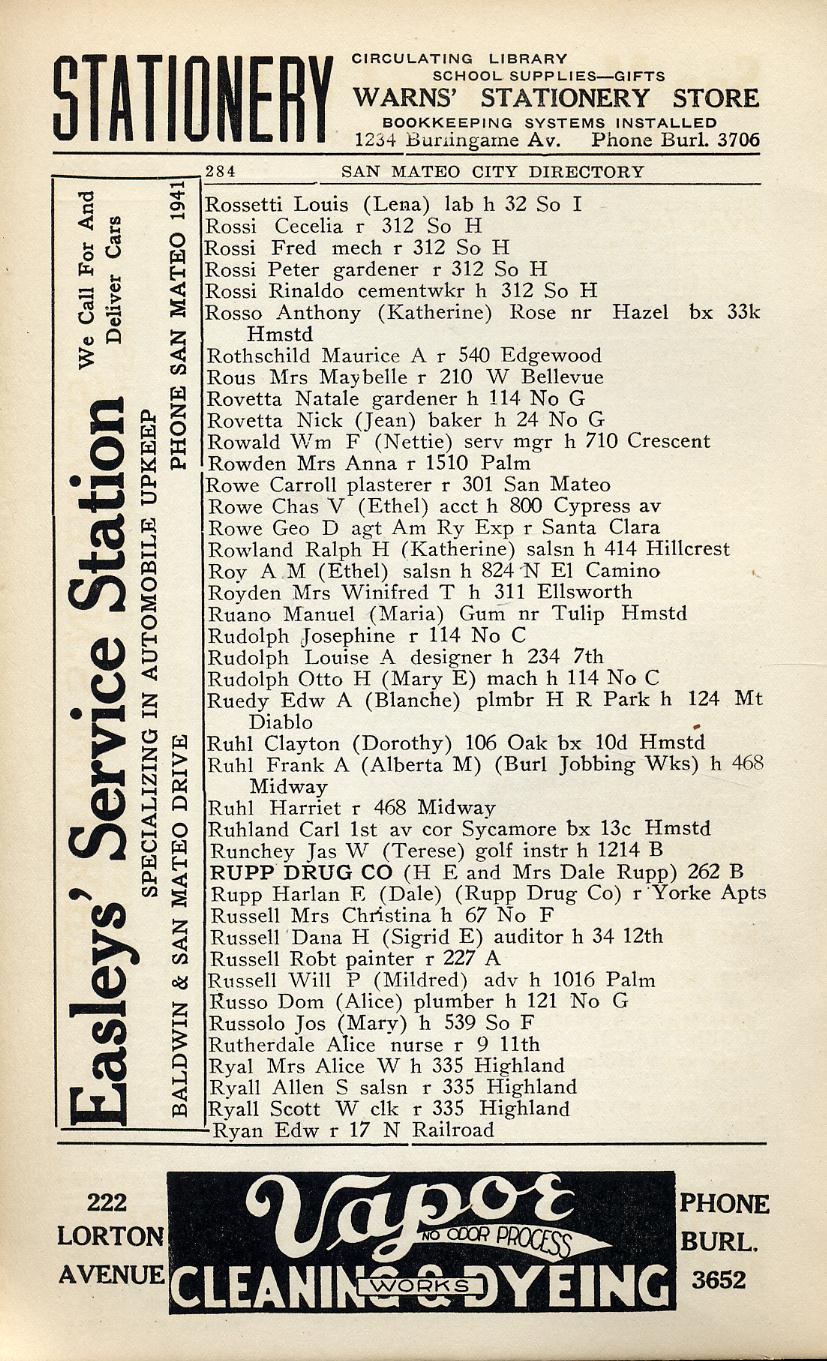 STATIONERY
CIRCULATING LIBRARY
SCHOOL SUPPLIES—GIFTS
WARNS' STATIONERY STORE
BOOKKEEPING SYSTEMS INSTALLED
1234 Burlingame Av. Phone Burl. 3706
284 SAN MATEO CITY DIRECTORY
Easleys' Service Station
We Call For And
Deliver Cars
SPECIALIZING IN AUTOMOBILE UPKEEP
BALDWIN & SAN MATEO DRIVE PHONE SAN MATEO 1941
Rossetti Louis (Lena) lab h 32 So I
Rossi Cecelia r 312 So H
Rossi Fred mech r 312 So H
Rossi Peter gardener r 312 So H
Rossi Rinaldo cementwkr h 312 So H
Rosso Anthony (Katherine) Rose nr Hazel bx 33k
Hmstd
Rothschild Maurice A r 540 Edgewood
Rous Mrs Maybelle r 210 W Bellevue
Rovetta Natale gardener h 114 No G
Rovetta Nick (Jean) baker h 24 No G
Rowald Wm F (Nettie) serv mgr h 710 Crescent
Rowden Mrs Anna r 1510 Palm
Rowe Carroll plasterer r 301 San Mateo
Rowe Chas V (Ethel) acct h 800 Cypress av
Rowe Geo D agt Am Ry Exp r Santa Clara
Rowland Ralph H (Katherine) salsn h 414 Hillcrest
Roy A M (Ethel) salsn h 824 N El Camino
Royden Mrs Winifred T h 311 Ellsworth
Ruano Manuel (Maria) Gum nr Tulip Hmstd
Rudolph Josephine r 114 No C
Rudolph Louise A designer h 234 7th
Rudolph Otto H (Mary E) mach h 114 No C
Ruedy Edw A (Blanche) plmbr H R Park h 124 Mt
Diablo
Ruhl Clayton (Dorothy) 106 Oak bx 10d Hmstd
Ruhl Frank A (Alberta M) (Burl Jobbing Wks) h 468
Midway
Ruhl Harriet r 468 Midway
Ruhland Carl 1st av cor Sycamore bx 13c Hmstd
Runchey Jas W (Terese) golf instr h 1214 B
RUPP DRUG CO (H E and Mrs Dale Rupp) 262 B
Rupp Harlan E (Dale) (Rupp Drug Co) r Yorke Apts
Russell Mrs Christina h 67 No F
Russell Dana H (Sigrid E) auditor h 34 12th
Russell Robt painter r 227 A
Russell Will P (Mildred) adv h 1016 Palm
Russo Dom (Alice) plumber h 121 No G
Russolo Jos (Mary) h 539 So F
Rutherdale Alice nurse r 9 11th
Ryal Mrs Alice W h 335 Highland
Ryall Allen S salsn r 335 Highland
Ryall Scott W clk r 335 Highland
Ryan Edw r 17 N Railroad
222
LORTON
AVENUE
Vapor
NO ODOR PROCESS
CLEANING & DYEING
WORKS
PHONE
BURL.
3652